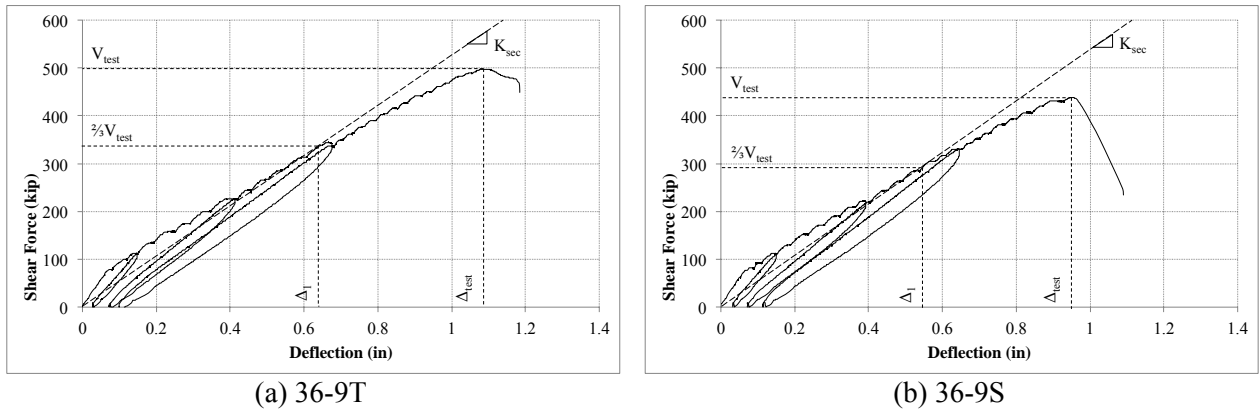 600
500
400
300
200
100
0
Shear Force (kip)
V_test
⅔V_test
K_sec
Δ_1
Δ_test
0 0.2 0.4 0.6 0.8 1 1.2 1.4
Deflection (in)
(a) 36-9T
600
500
400
300
200
100
0
Shear Force (kip)
V_test
⅔V_test
K_sec
Δ_1
Δ_test
0 0.2 0.4 0.6 0.8 1 1.2 1.4
Deflection (in)
(b) 36-9S